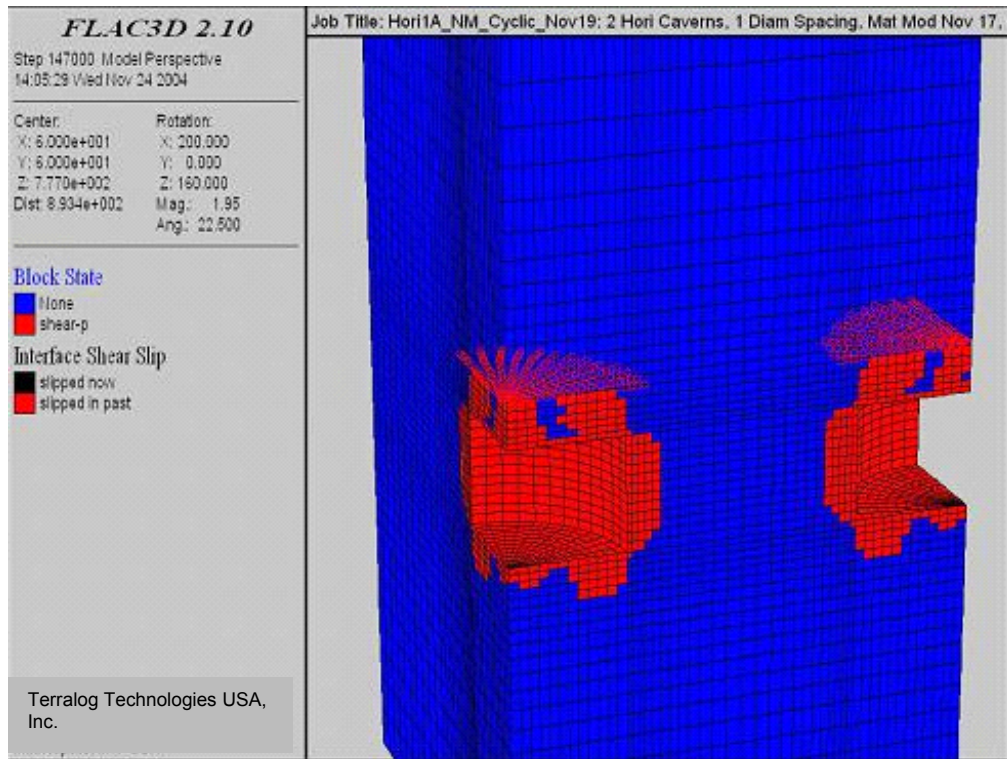 FLAC3D 2.10
Step 147000 Model Perspective
14:05:29 Wed Nov 24 2004
Center:
X: 6.000e+001
Y: 6.000e+001
Z: 7.770e+002
Dist: 8.934e+002
Rotation:
X: 200.000
Y: 0.000
Z: 160.000
Mag.: 1.95
Ang.: 22.500
Block State
None
shear-p
Interface Shear Slip
slipped now
slipped in past
Terralog Technologies USA,
Inc.
Job Title: Hori1A_NM_Cyclic_Nov19: 2 Hori Caverns, 1 Diam Spacing, Mat Mod Nov 17,